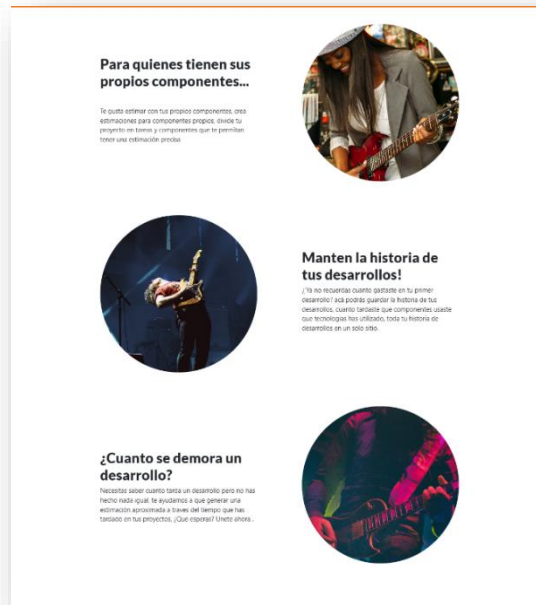 Para quienes tienen sus
propios componentes...
Te gusta estimar con tus propios componentes, crea
estimaciones para componentes propios, divide tu
proyecto en tareas y componentes que te permitan
tener una estimación precisa
Manten la historia de
tus desarrollos!
¿Ya no recuerdas cuanto gastaste en tu primer
desarrollo? acá podrás guardar la historia de tus
desarrollos, cuanto tardaste que componentes usaste
que tecnologías has utilizado, toda tu historia de
desarrollos en un solo sitio.
¿Cuanto se demora un
desarrollo?
Necesitas saber cuanto tarda un desarrollo pero no has
hecho nada igual, te ayudamos a que generar una
estimación aproximada a traves del tiempo que has
tardado en tus proyectos, ¿Que esperas? Unete ahora .